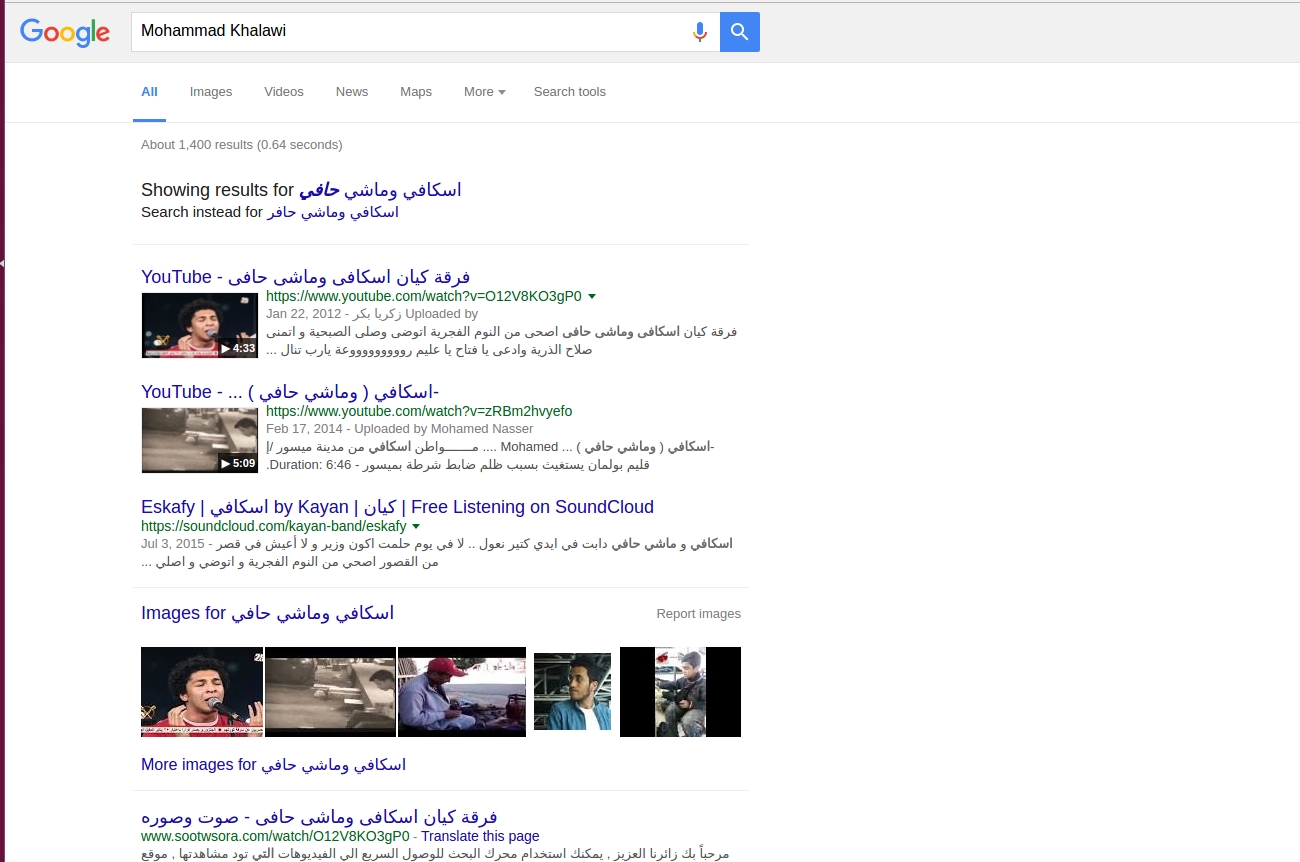 Google
Mohammad Khalawi
All Images Videos News Maps More Search tools
About 1,400 results (0.64 seconds)
Showing results for اسكافي وماشي حافي
Search instead for اسكافي وماشي حافر
YouTube - فرقة كيان اسكافى وماشى حافى
https://www.youtube.com/watch?v=O12V8KO3gP0
Jan 22, 2012 - زكريا بكر Uploaded by
فرقة كيان اسكافى وماشى حافى اصحى من النوم الفجرية اتوضى وصلى الصبحية و اتمنى
صلاح الذرية وادعى يا فتاح يا عليم رووووووووووعة يارب تنال ...
4:33
YouTube - ... ( وماشي حافي ) اسكافي-
https://www.youtube.com/watch?v=zRBm2hvyefo
Feb 17, 2014 - Uploaded by Mohamed Nasser
-اسكافي ( وماشي حافي ) ... Mohamed .... مـــــــواطن اسكافي من مدينة ميسور /إ
قليم بولمان يستغيث بسبب ظلم ضابط شرطة بميسور - Duration: 6:46.
5:09
Eskafy | اسكافي by Kayan | كيان | Free Listening on SoundCloud
https://soundcloud.com/kayan-band/eskafy
Jul 3, 2015 - اسكافي و ماشي حافي دابت في ايدي كتير نعول .. لا في يوم حلمت اكون وزير و لا أعيش في قصر
من القصور اصحي من النوم الفجرية و اتوضي و اصلي ...
Images for اسكافي وماشي حافي Report images
More images for اسكافي وماشي حافي
فرقة كيان اسكافى وماشى حافى - صوت وصوره
www.sootwsora.com/watch/O12V8KO3gP0 - Translate this page
مرحباً بك زائرنا العزيز , يمكنك استخدام محرك البحث للوصول السريع الي الفيديوهات التي تود مشاهدتها , موقع